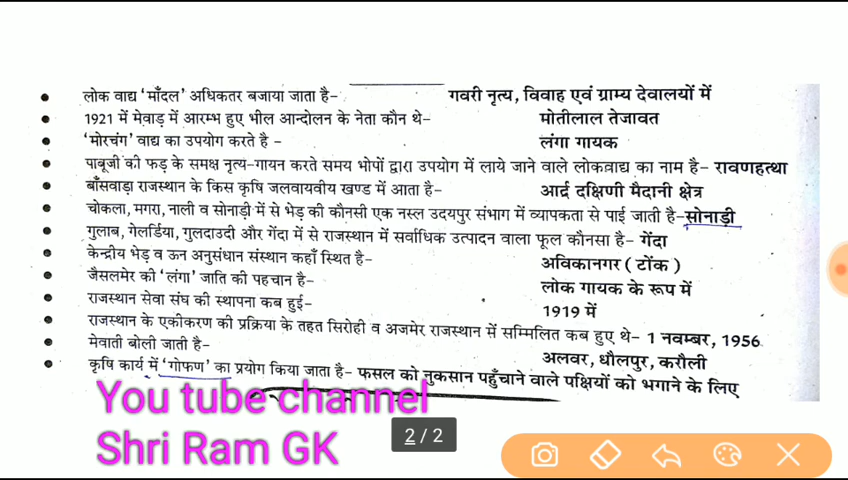 लोक वाद्य 'माँदल' अधिकतर बजाया जाता है- गवरी नृत्य, विवाह एवं ग्राम्य देवालयों में
1921 में मेवाड़ में आरम्भ हुए भील आन्दोलन के नेता कौन थे- मोतीलाल तेजावत
'मोरचंग' वाद्य का उपयोग करते है - लंगा गायक
पाबूजी की फड़ के समक्ष नृत्य-गायन करते समय भोपों द्वारा उपयोग में लाये जाने वाले लोकवाद्य का नाम है- रावणहत्था
बाँसवाड़ा राजस्थान के किस कृषि जलवायवीय खण्ड में आता है- आर्द्र दक्षिणी मैदानी क्षेत्र
चोकला, मगरा, नाली व सोनाड़ी में से भेड़ की कौनसी एक नस्ल उदयपुर संभाग में व्यापकता से पाई जाती है-सोनाड़ी
गुलाब, गेलर्डिया, गुलदाउदी और गेंदा में से राजस्थान में सर्वाधिक उत्पादन वाला फूल कौनसा है- गेंदा
केन्द्रीय भेड़ व ऊन अनुसंधान संस्थान कहाँ स्थित है- अविकानगर ( टोंक )
जैसलमेर की 'लंगा' जाति की पहचान है- लोक गायक के रूप में
राजस्थान सेवा संघ की स्थापना कब हुई- 1919 में
राजस्थान के एकीकरण की प्रक्रिया के तहत सिरोही व अजमेर राजस्थान में सम्मिलित कब हुए थे- 1 नवम्बर, 1956
मेवाती बोली जाती है- अलवर, धौलपुर, करौली
कृषि कार्य में 'गोफण' का प्रयोग किया जाता है- फसल को नुकसान पहुँचाने वाले पक्षियों को भगाने के लिए
You tube channel
Shri Ram GK
2 / 2